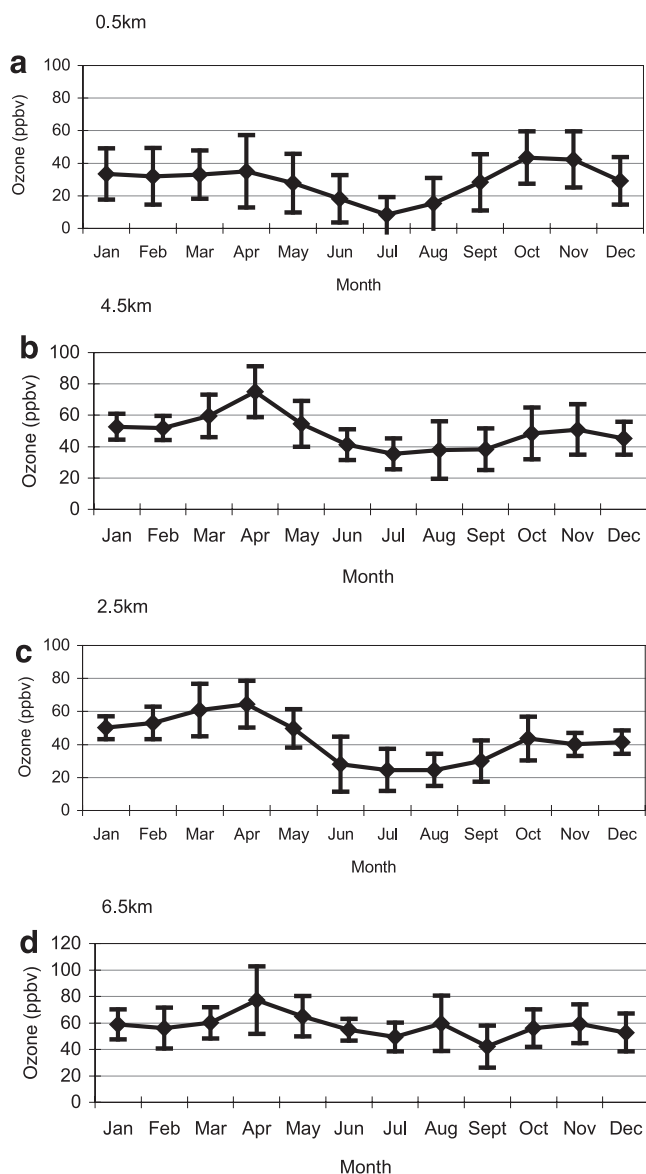 0.5km
a
Ozone (ppbv)
100
80
60
40
20
0
Jan Feb Mar Apr May Jun Jul Aug Sept Oct Nov Dec
Month
4.5km
b
Ozone (ppbv)
100
80
60
40
20
0
Jan Feb Mar Apr May Jun Jul Aug Sept Oct Nov Dec
Month
2.5km
c
Ozone (ppbv)
100
80
60
40
20
0
Jan Feb Mar Apr May Jun Jul Aug Sept Oct Nov Dec
Month
6.5km
d
Ozone (ppbv)
120
100
80
60
40
20
0
Jan Feb Mar Apr May Jun Jul Aug Sept Oct Nov Dec
Month